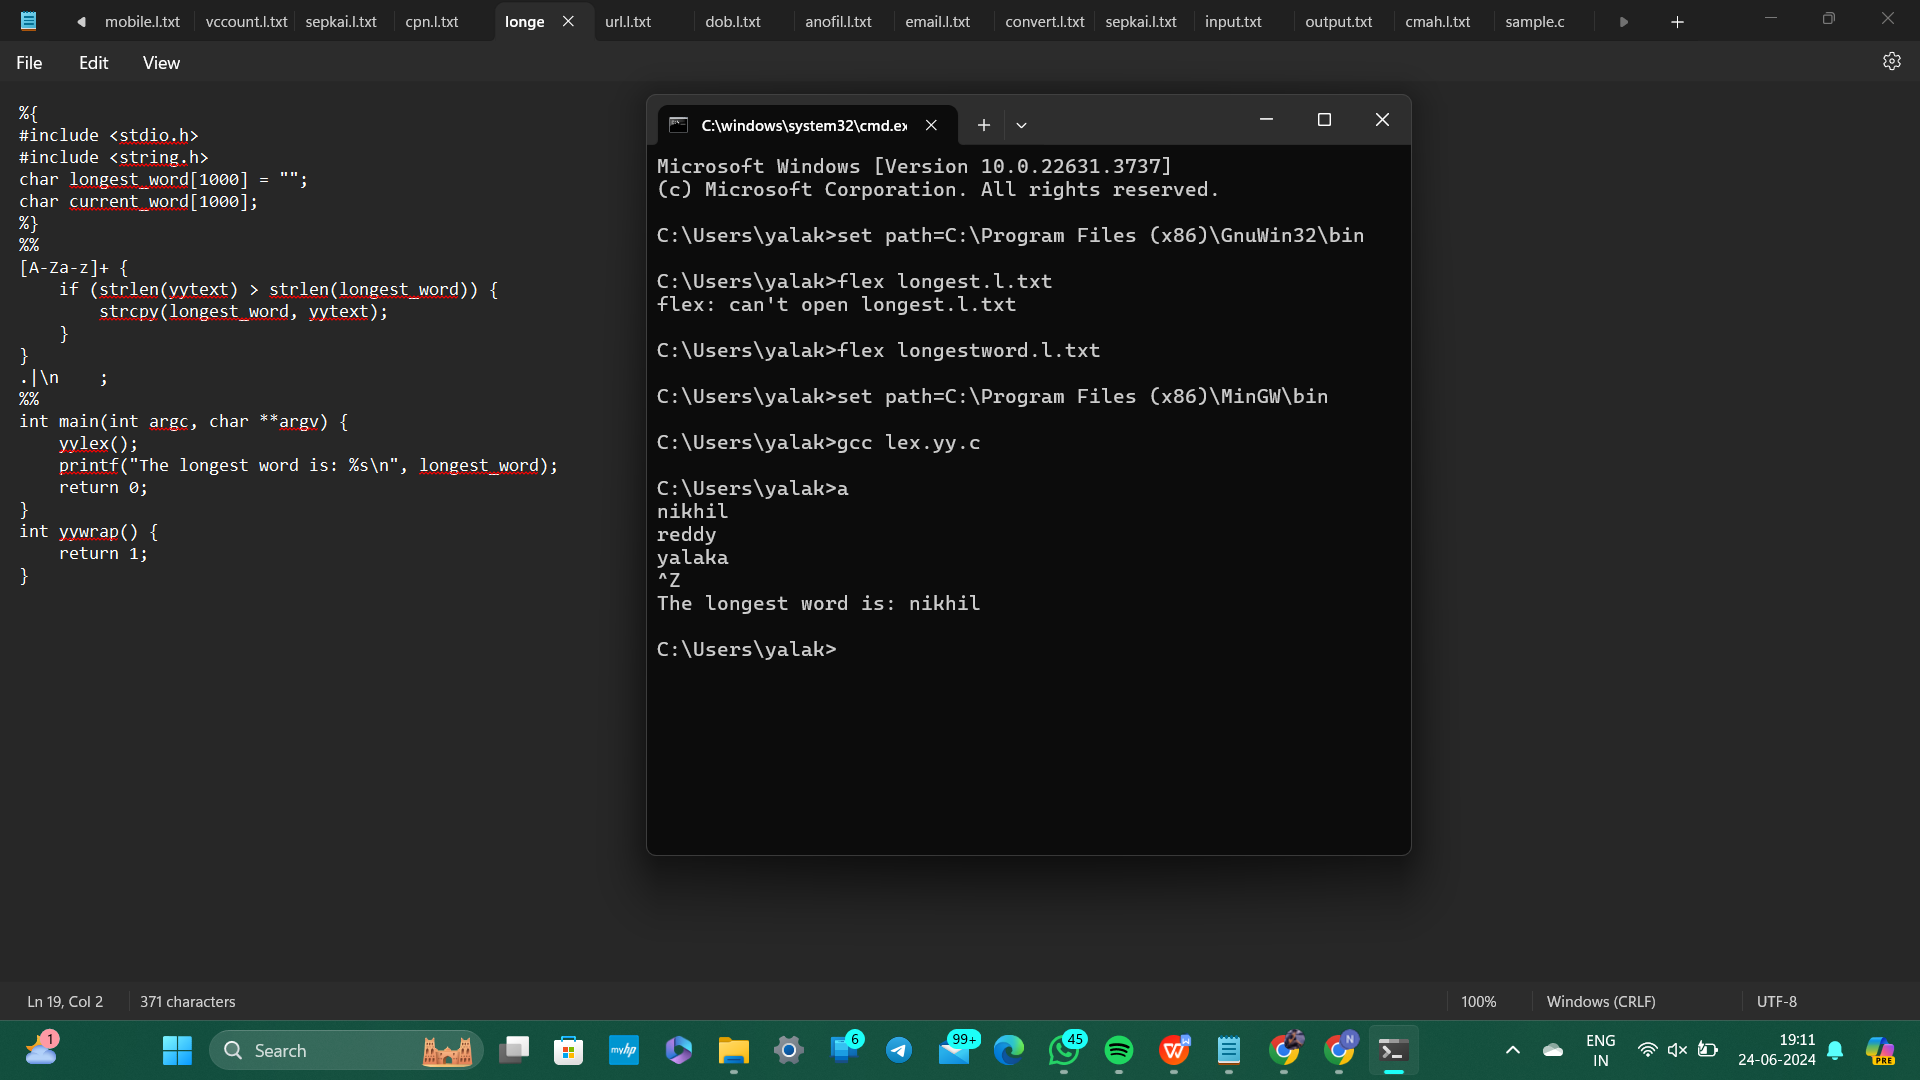 mobile.l.txt vccount.l.txt sepkai.l.txt cpn.l.txt longe url.l.txt dob.l.txt anofil.l.txt email.l.txt convert.l.txt sepkai.l.txt input.txt output.txt cmah.l.txt sample.c
File Edit View
%{
#include <stdio.h>
#include <string.h>
char longest_word[1000] = "";
char current_word[1000];
%}
%%
[A-Za-z]+ {
    if (strlen(yytext) > strlen(longest_word)) {
        strcpy(longest_word, yytext);
    }
}
.|\n    ;
%%
int main(int argc, char **argv) {
    yylex();
    printf("The longest word is: %s\n", longest_word);
    return 0;
}
int yywrap() {
    return 1;
}
C:\windows\system32\cmd.ex
Microsoft Windows [Version 10.0.22631.3737]
(c) Microsoft Corporation. All rights reserved.
C:\Users\yalak>set path=C:\Program Files (x86)\GnuWin32\bin
C:\Users\yalak>flex longest.l.txt
flex: can't open longest.l.txt
C:\Users\yalak>flex longestword.l.txt
C:\Users\yalak>set path=C:\Program Files (x86)\MinGW\bin
C:\Users\yalak>gcc lex.yy.c
C:\Users\yalak>a
nikhil
reddy
yalaka
^Z
The longest word is: nikhil
C:\Users\yalak>
Ln 19, Col 2 371 characters 100% Windows (CRLF) UTF-8
1 Search myhp 6 99+ 45 W N ENG 19:11
IN 24-06-2024 PRE